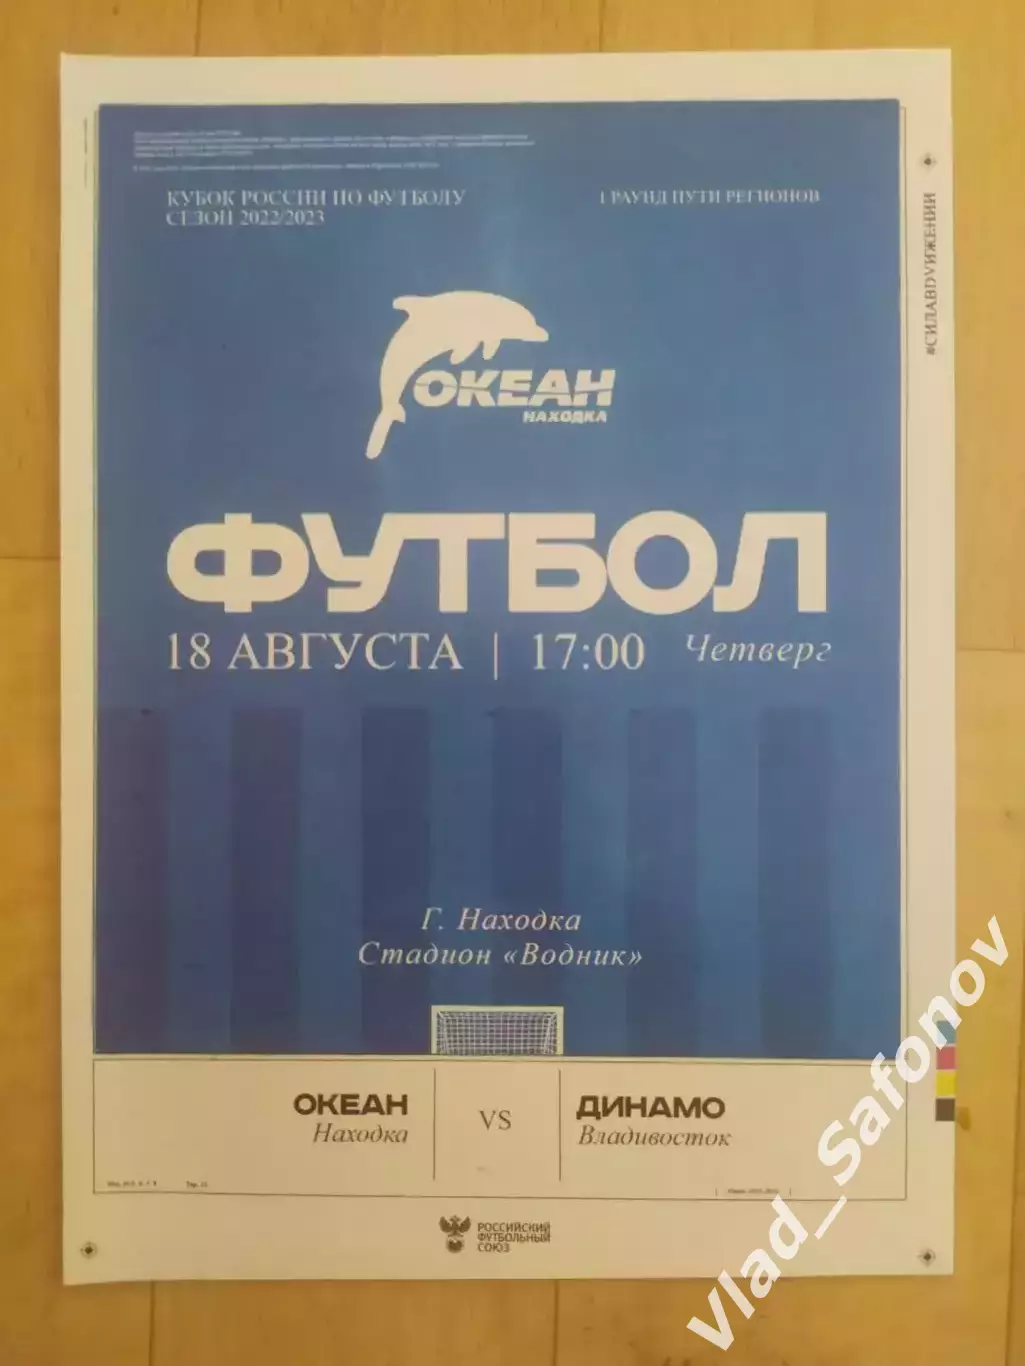 КУБОК РОССИИ ПО ФУТБОЛУ
СЕЗОН 2022/2023
1 РАУНД ПУТИ РЕГИОНОВ
#СИЛАВDVИЖЕНИИ
ОКЕАН
НАХОДКА
ФУТБОЛ
18 АВГУСТА | 17:00 Четверг
Г. Находка
Стадион «Водник»
ОКЕАН
Находка
VS
ДИНАМО
Владивосток
РОССИЙСКИЙ
ФУТБОЛЬНЫЙ
СОЮЗ
Vlad_Safonov